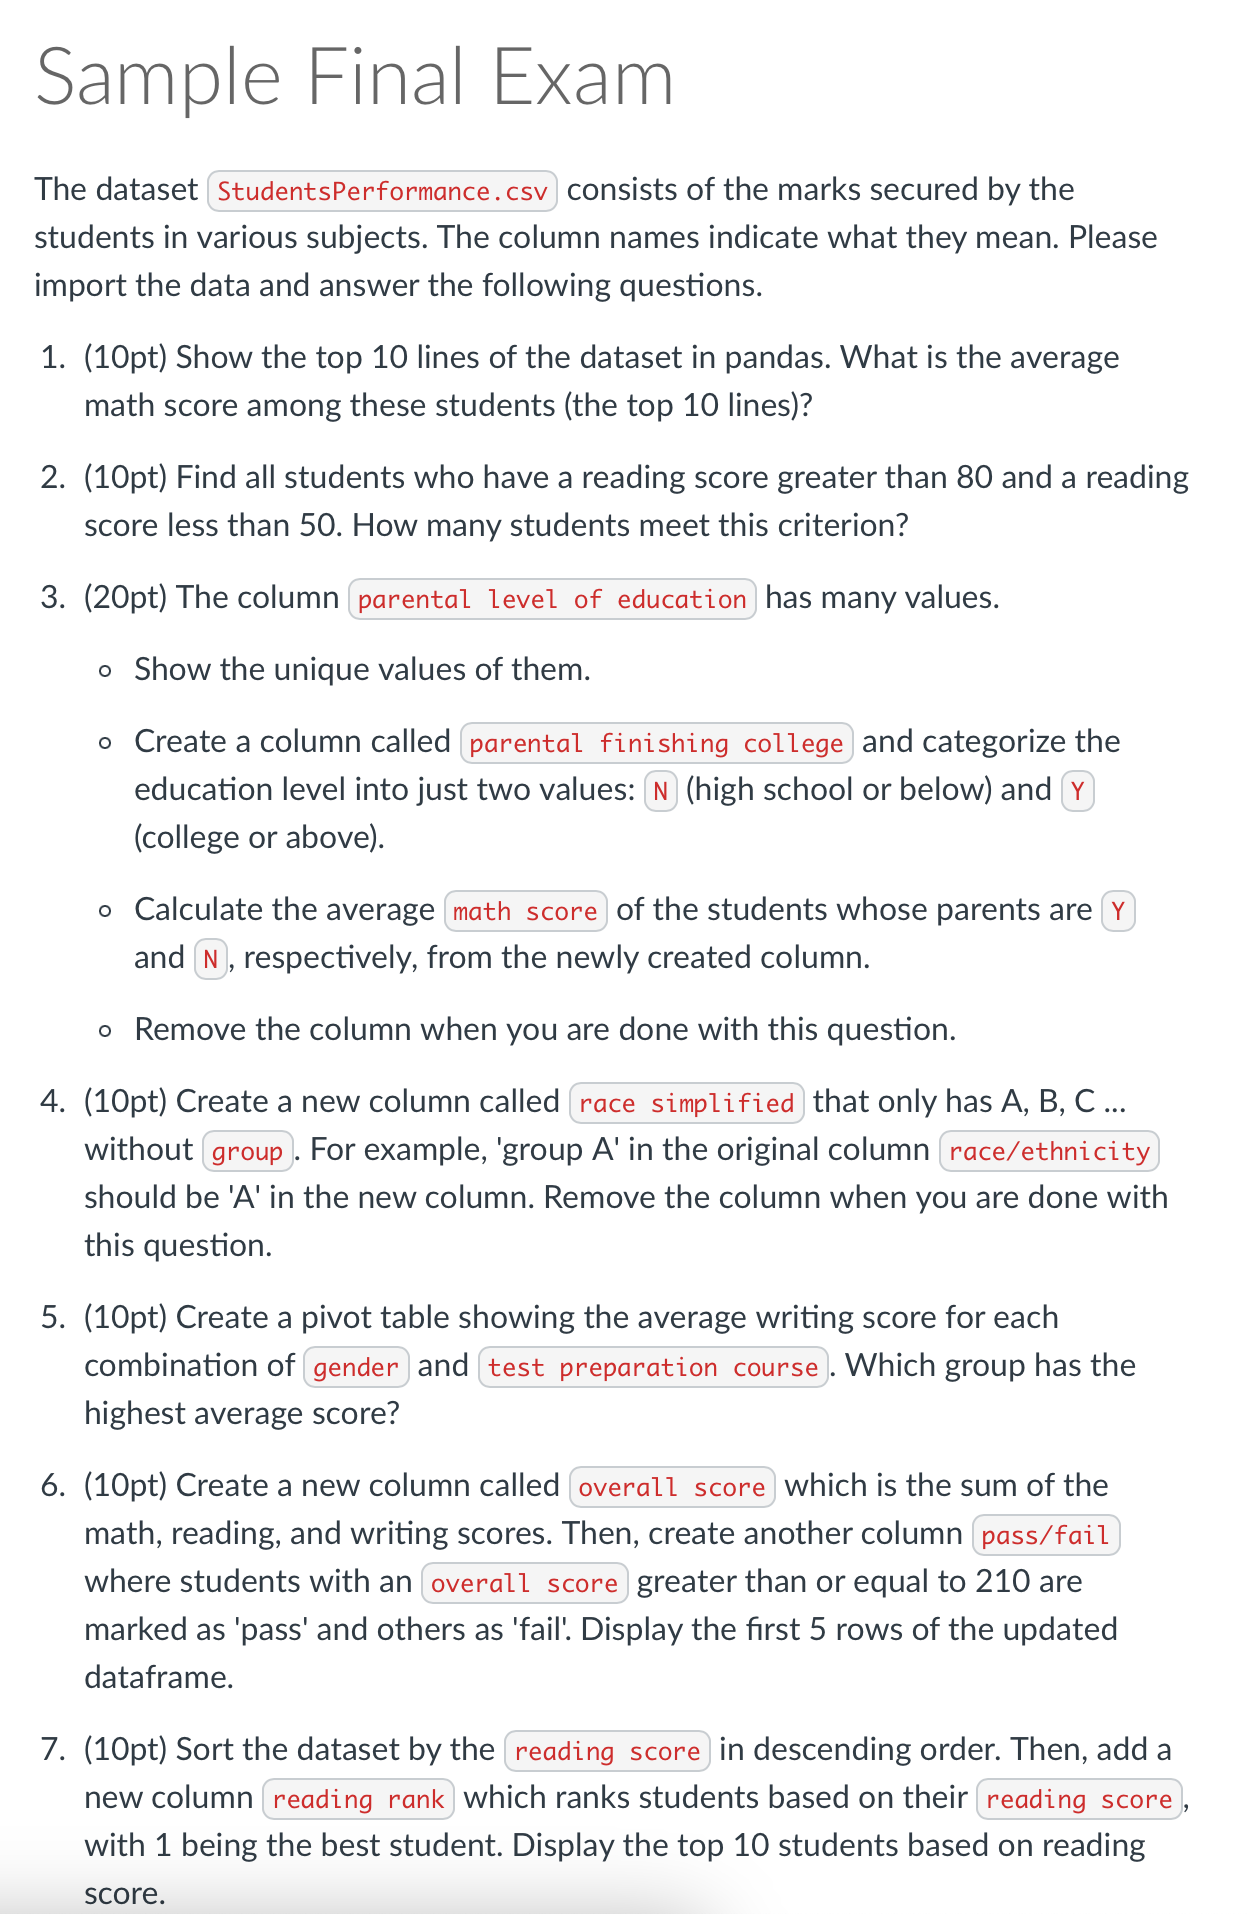 Sample Final Exam
The dataset StudentsPerformance.csv consists of the marks secured by the
students in various subjects. The column names indicate what they mean. Please
import the data and answer the following questions.
1. (10pt) Show the top 10 lines of the dataset in pandas. What is the average
math score among these students (the top 10 lines)?
2. (10pt) Find all students who have a reading score greater than 80 and a reading
score less than 50. How many students meet this criterion?
3. (20pt) The column parental level of education has many values.
◦ Show the unique values of them.
◦ Create a column called parental finishing college and categorize the
education level into just two values: N (high school or below) and Y
(college or above).
◦ Calculate the average math score of the students whose parents are Y
and N, respectively, from the newly created column.
◦ Remove the column when you are done with this question.
4. (10pt) Create a new column called race simplified that only has A, B, C ...
without group. For example, 'group A' in the original column race/ethnicity
should be 'A' in the new column. Remove the column when you are done with
this question.
5. (10pt) Create a pivot table showing the average writing score for each
combination of gender and test preparation course. Which group has the
highest average score?
6. (10pt) Create a new column called overall score which is the sum of the
math, reading, and writing scores. Then, create another column pass/fail
where students with an overall score greater than or equal to 210 are
marked as 'pass' and others as 'fail'. Display the first 5 rows of the updated
dataframe.
7. (10pt) Sort the dataset by the reading score in descending order. Then, add a
new column reading rank which ranks students based on their reading score,
with 1 being the best student. Display the top 10 students based on reading
score.